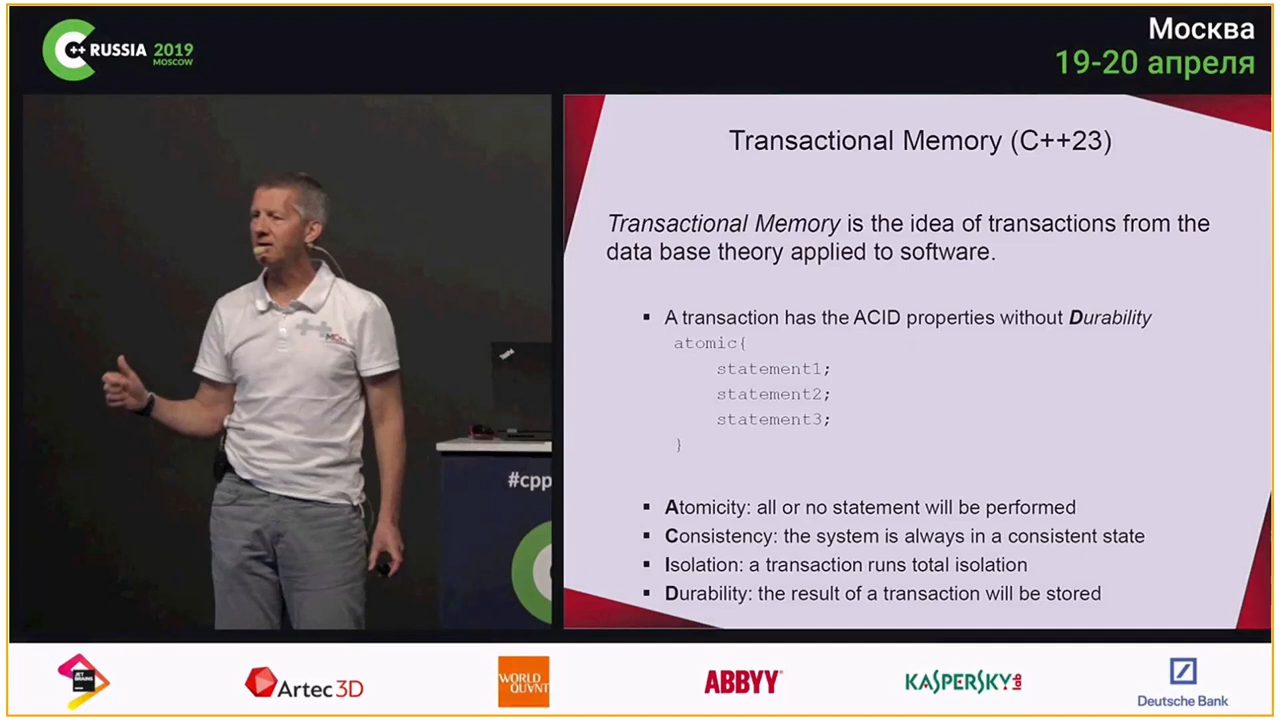 C++ RUSSIA 2019
MOSCOW
Москва
19-20 апреля
Transactional Memory (C++23)
Transactional Memory is the idea of transactions from the
data base theory applied to software.
▪ A transaction has the ACID properties without Durability
atomic{
statement1;
statement2;
statement3;
}
▪ Atomicity: all or no statement will be performed
▪ Consistency: the system is always in a consistent state
▪ Isolation: a transaction runs total isolation
▪ Durability: the result of a transaction will be stored
ThinkPad
#cpp
JET
BRAINS
Artec 3D
WORLD
QUANT
ABBYY
KASPERSKY lab
Deutsche Bank